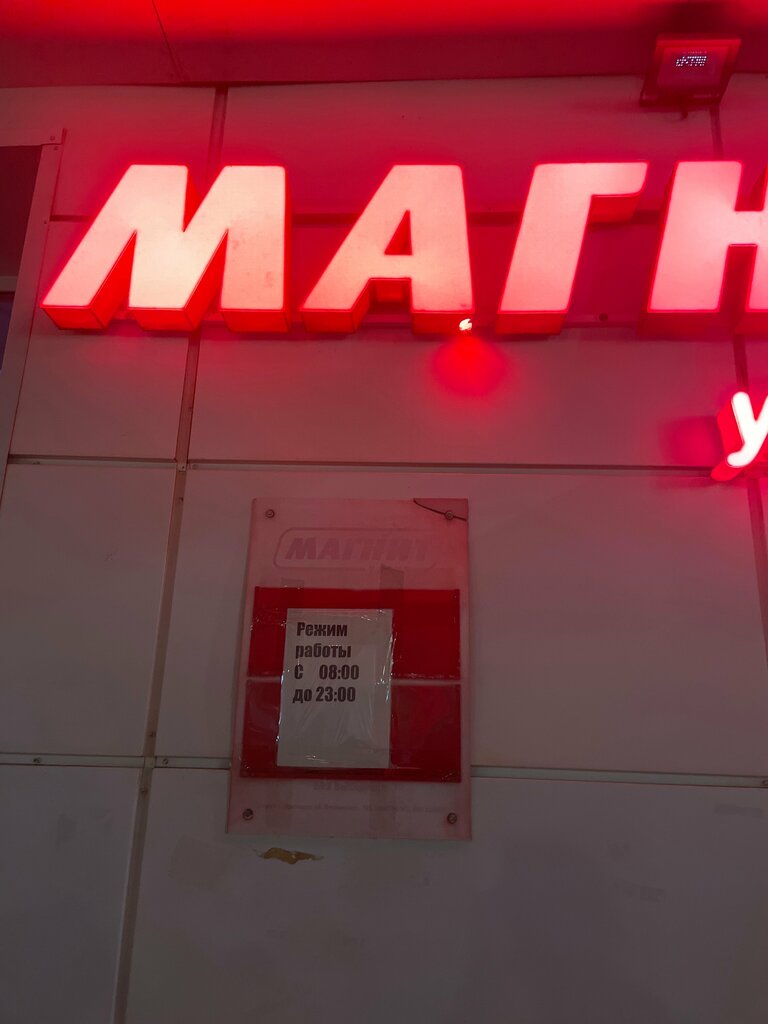 МАГН
у
МАГНИТ
Режим
работы
С 08:00
до 23:00